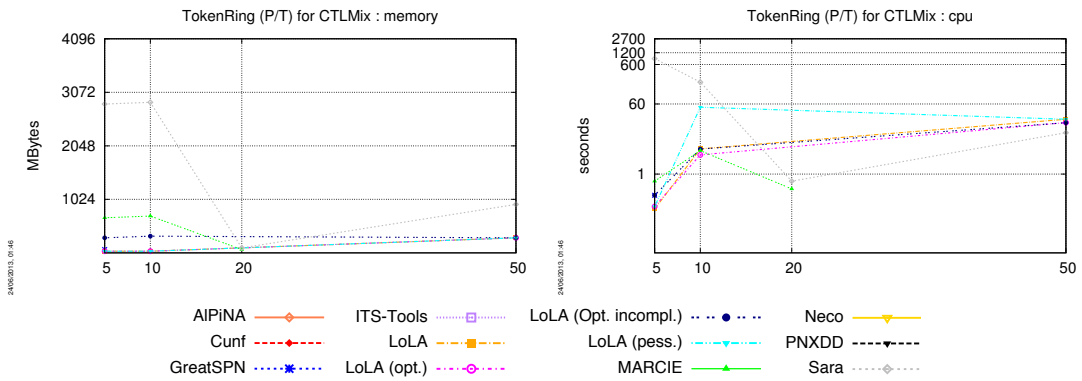 TokenRing (P/T) for CTLMix : memory
4096
3072
2048
1024
MBytes
5
10
20
50
24/06/2013, 01:46
TokenRing (P/T) for CTLMix : cpu
2700
1200
600
60
1
seconds
5
10
20
50
24/06/2013, 01:46
AlPiNA
Cunf
GreatSPN
ITS-Tools
LoLA
LoLA (opt.)
LoLA (Opt. incompl.)
LoLA (pess.)
MARCIE
Neco
PNXDD
Sara